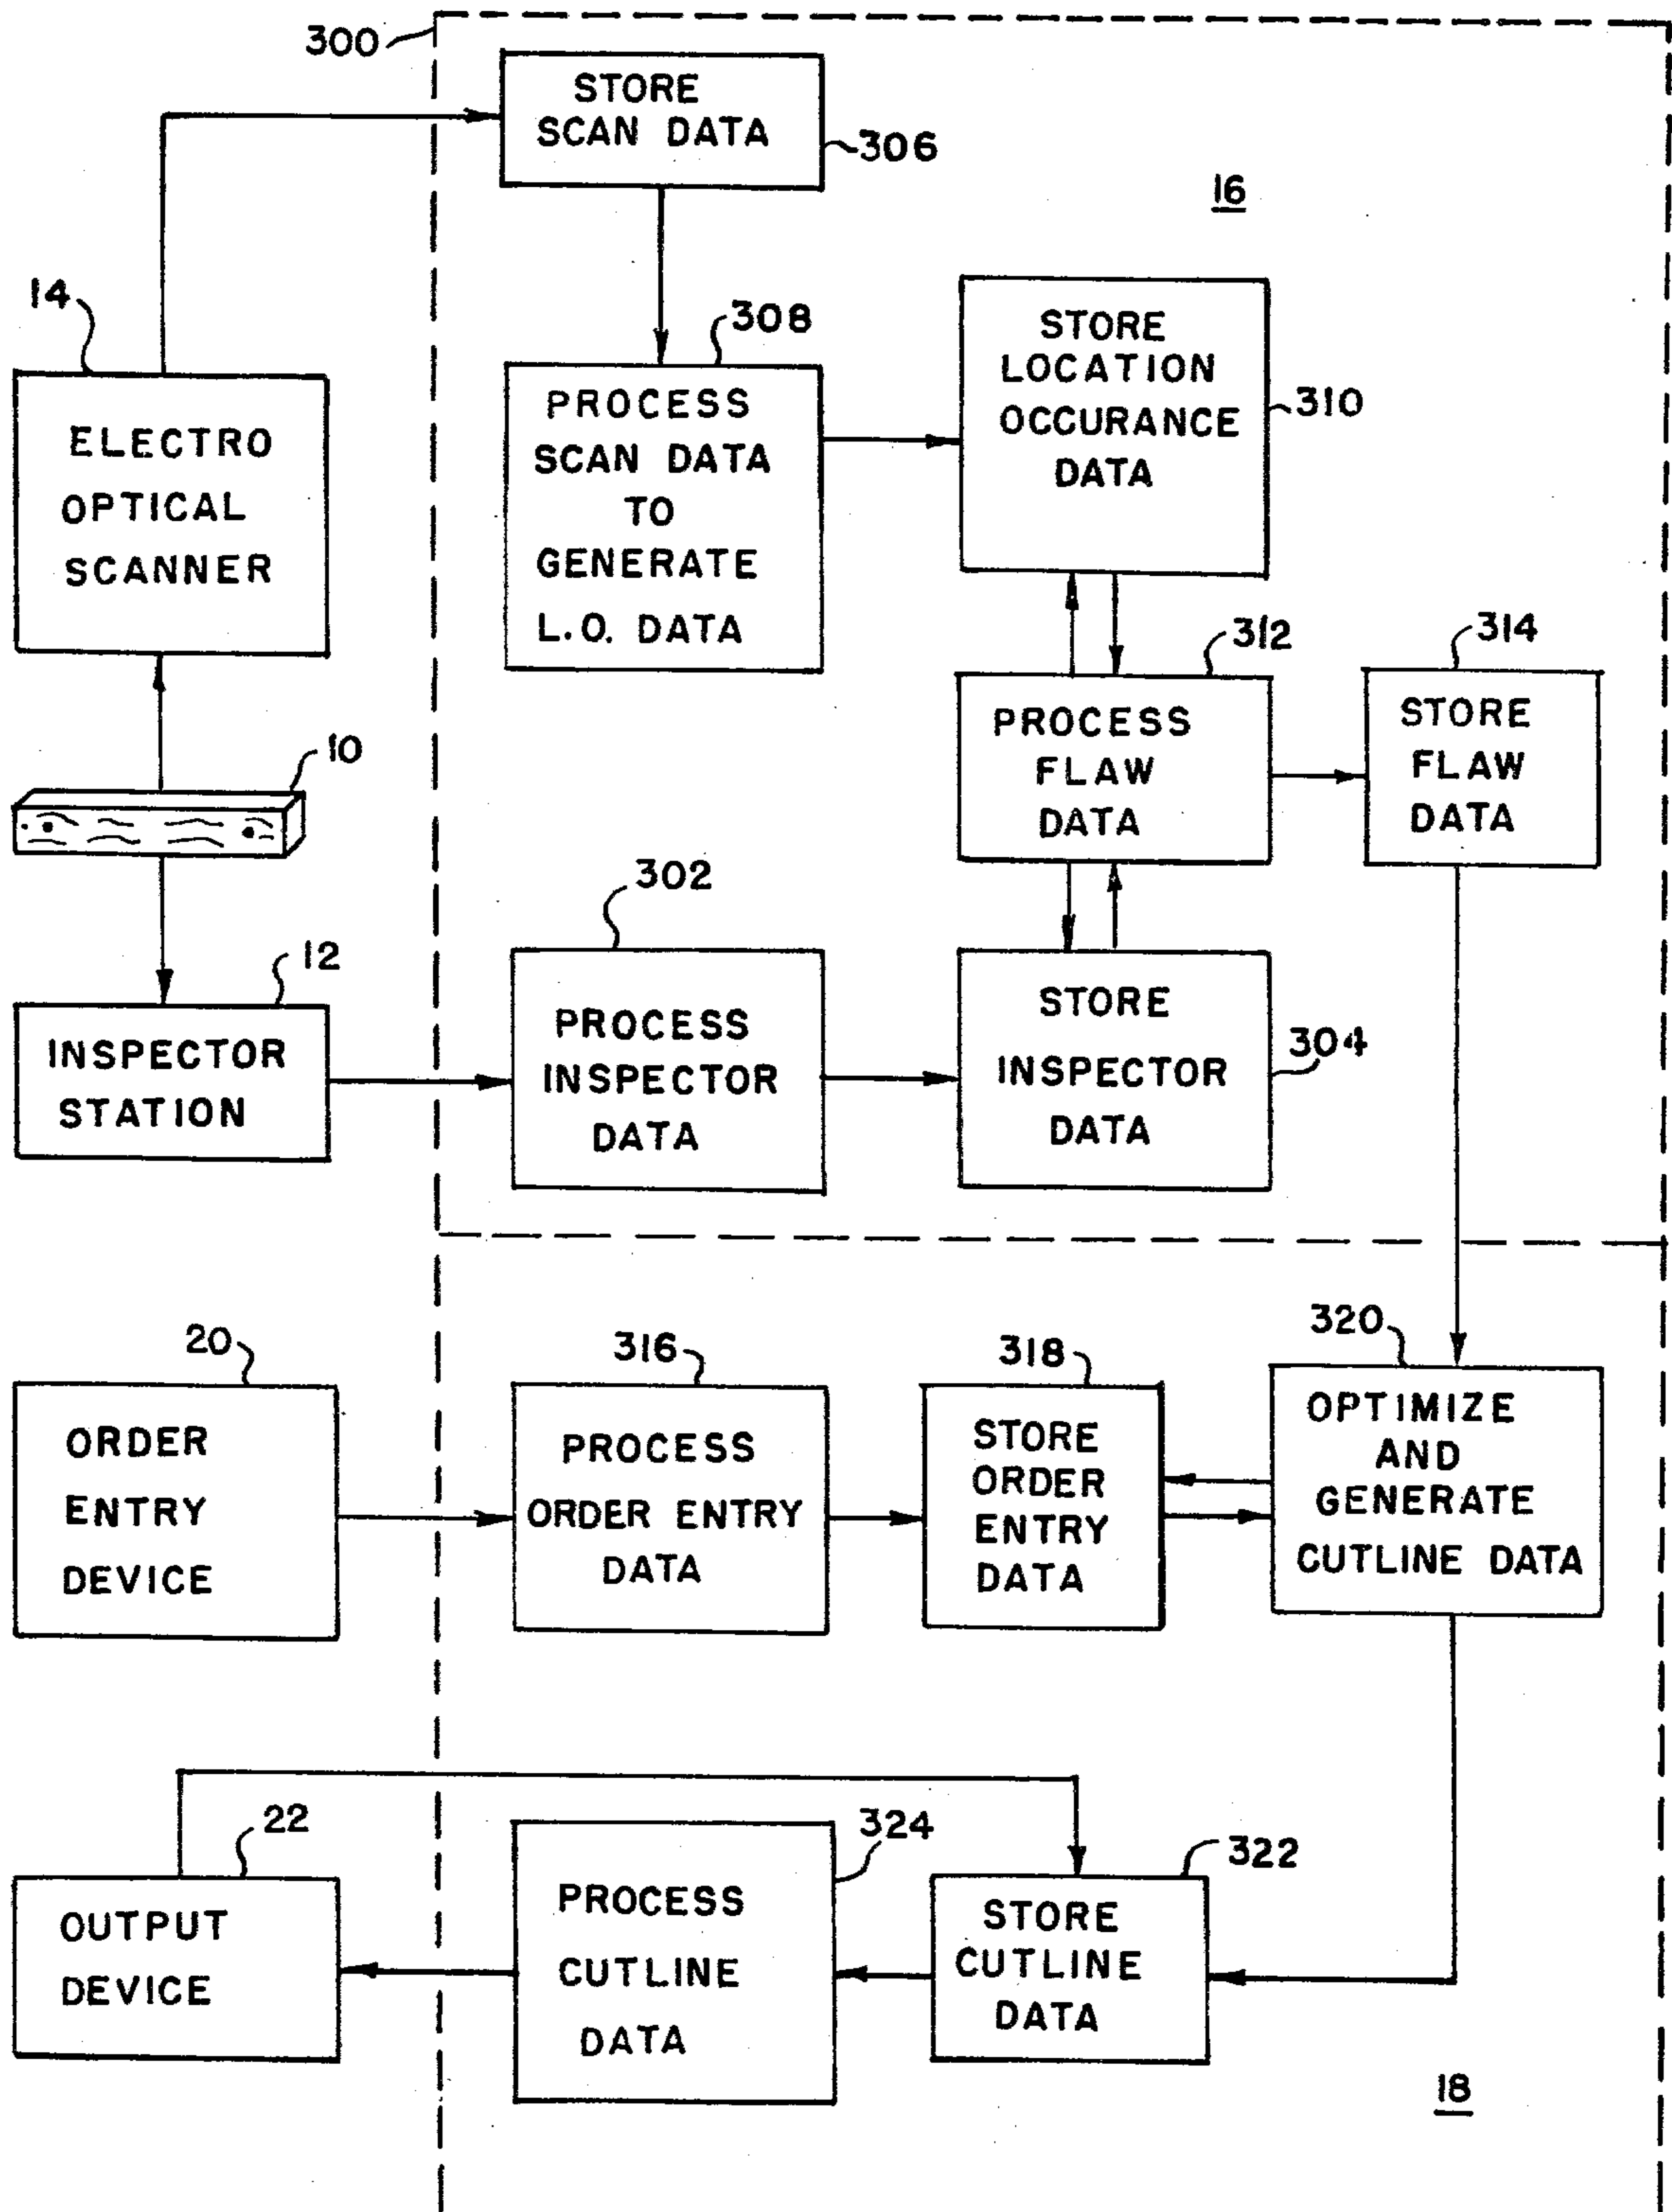 300
STORE
SCAN DATA
306
16
14
ELECTRO
OPTICAL
SCANNER
308
PROCESS
SCAN DATA
TO
GENERATE
L.O. DATA
STORE
LOCATION
OCCURANCE
DATA
310
312
PROCESS
FLAW
DATA
314
STORE
FLAW
DATA
10
12
INSPECTOR
STATION
302
PROCESS
INSPECTOR
DATA
STORE
INSPECTOR
DATA
304
20
ORDER
ENTRY
DEVICE
316
PROCESS
ORDER ENTRY
DATA
318
STORE
ORDER
ENTRY
DATA
320
OPTIMIZE
AND
GENERATE
CUTLINE DATA
22
OUTPUT
DEVICE
324
PROCESS
CUTLINE
DATA
322
STORE
CUTLINE
DATA
18